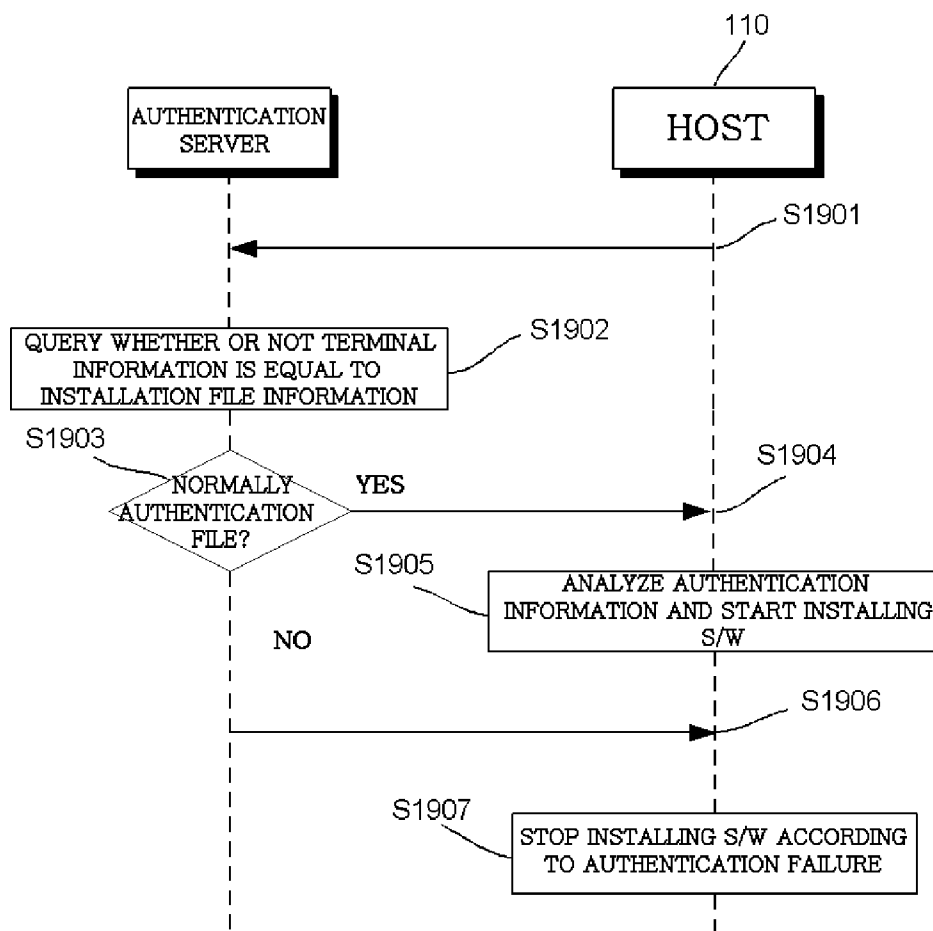 110
AUTHENTICATION
SERVER
HOST
S1901
S1902
QUERY WHETHER OR NOT TERMINAL
INFORMATION IS EQUAL TO
INSTALLATION FILE INFORMATION
S1903
NORMALLY
AUTHENTICATION
FILE?
YES
S1904
S1905
ANALYZE AUTHENTICATION
INFORMATION AND START INSTALLING
S/W
NO
S1906
S1907
STOP INSTALLING S/W ACCORDING
TO AUTHENTICATION FAILURE